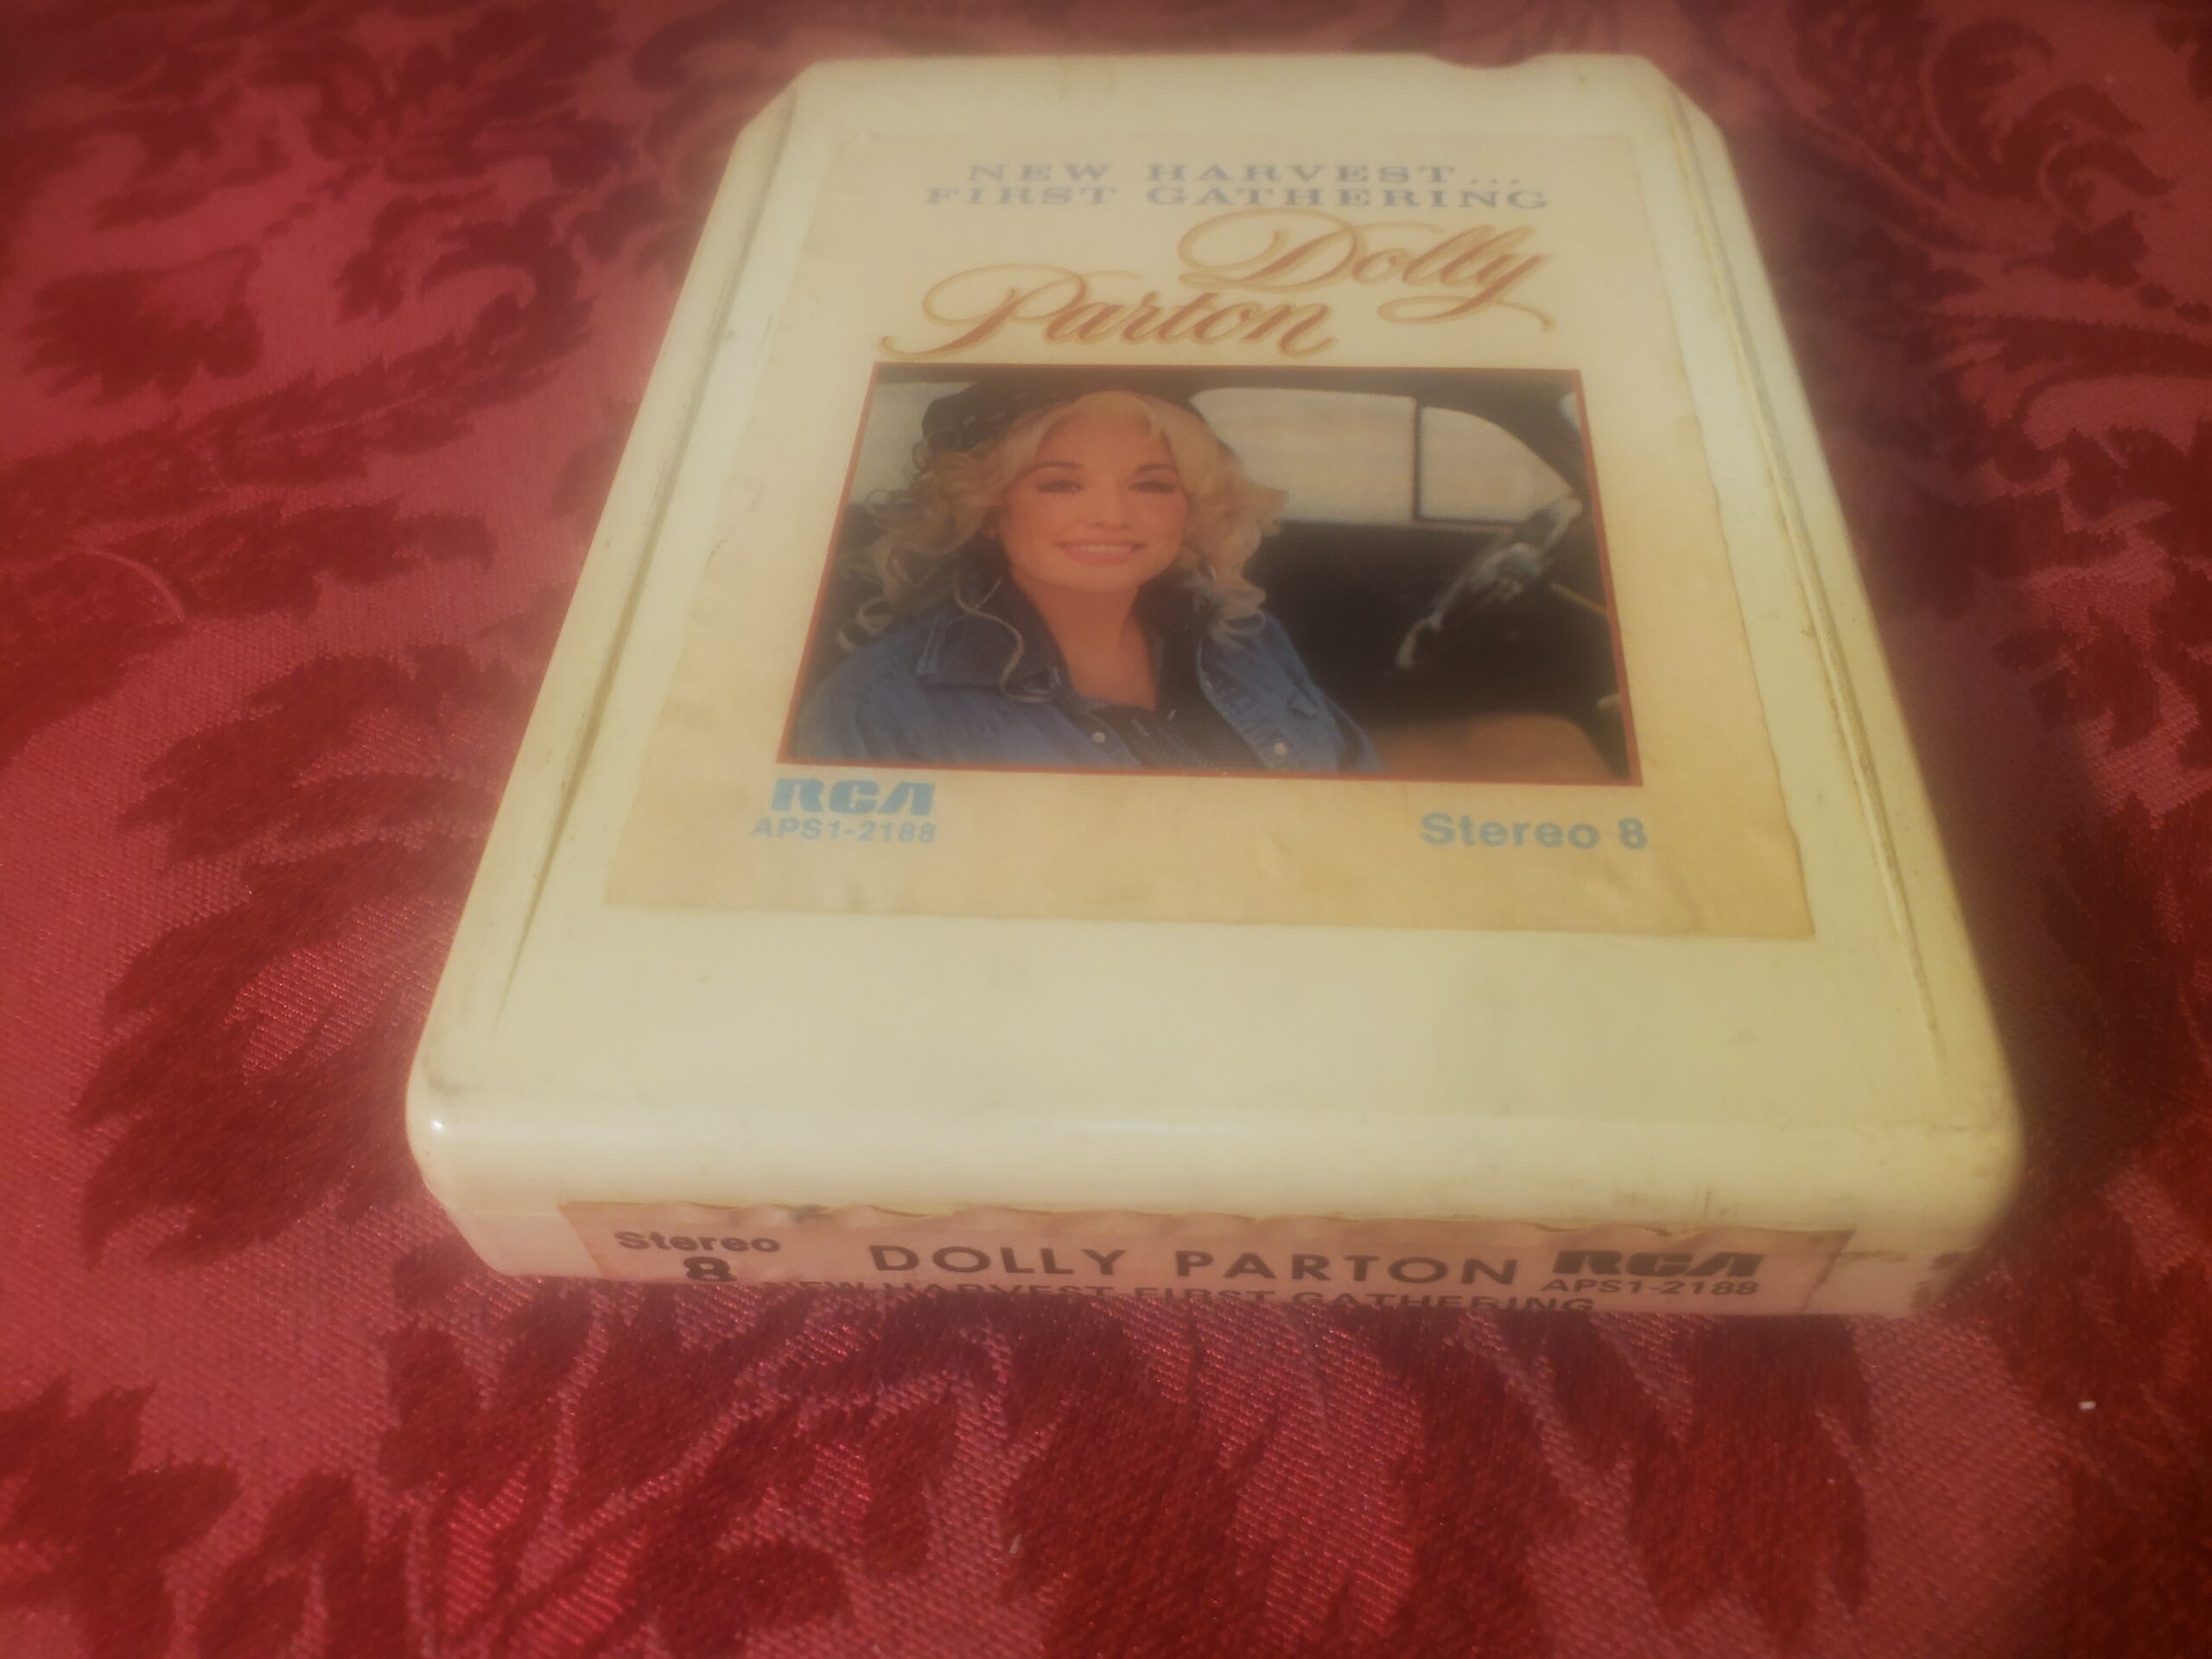 NEW HARVEST...
FIRST GATHERING
Dolly
Parton
RCA
APS1-2188
Stereo 8
Stereo
8
DOLLY PARTON
NEW HARVEST FIRST GATHERING
RCA
APS1-2188